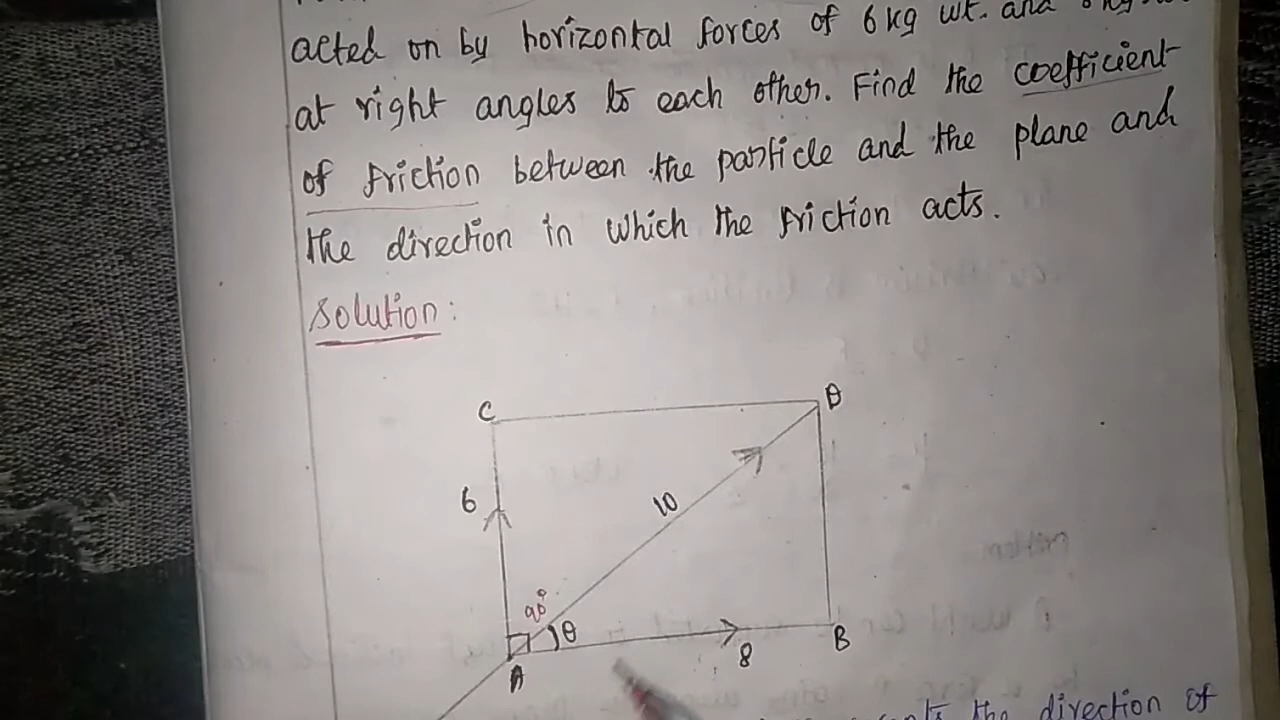 acted on by horizontal forces of 6 kg wt. and 8 kg
at right angles to each other. Find the coefficient
of friction between the particle and the plane and
the direction in which the friction acts.
Solution:
C
D
6
10
90°
θ
8
B
A
the direction of